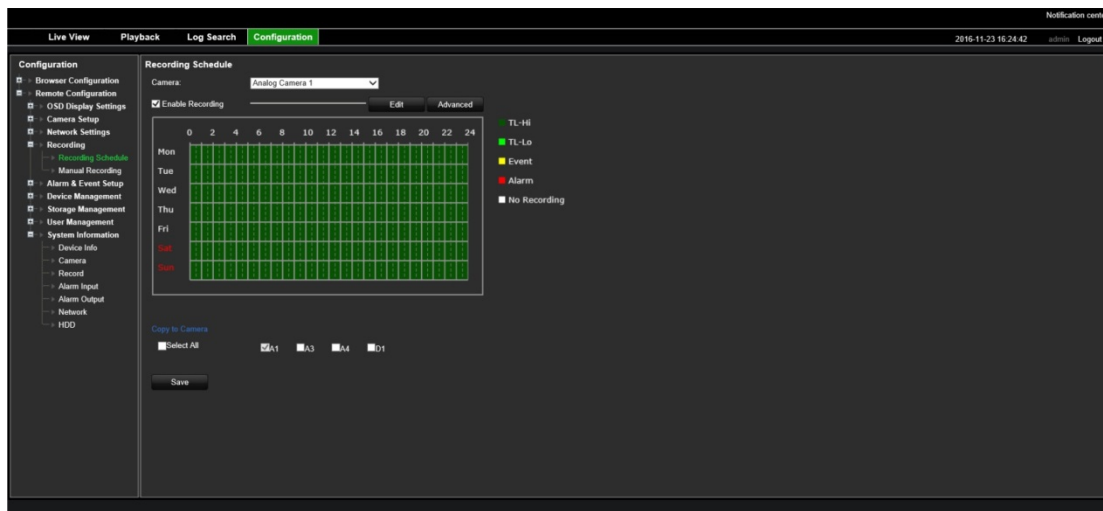 Notification cente
Live View Playback Log Search Configuration
2016-11-23 16:24:42 admin Logout
Configuration
Browser Configuration
Remote Configuration
OSD Display Settings
Camera Setup
Network Settings
Recording
Recording Schedule
Manual Recording
Alarm & Event Setup
Device Management
Storage Management
User Management
System Information
Device Info
Camera
Record
Alarm Input
Alarm Output
Network
HDD
Recording Schedule
Camera: Analog Camera 1
Enable Recording Edit Advanced
0 2 4 6 8 10 12 14 16 18 20 22 24
Mon
Tue
Wed
Thu
Fri
Sat
Sun
TL-Hi
TL-Lo
Event
Alarm
No Recording
Copy to Camera
Select All A1 A3 A4 D1
Save